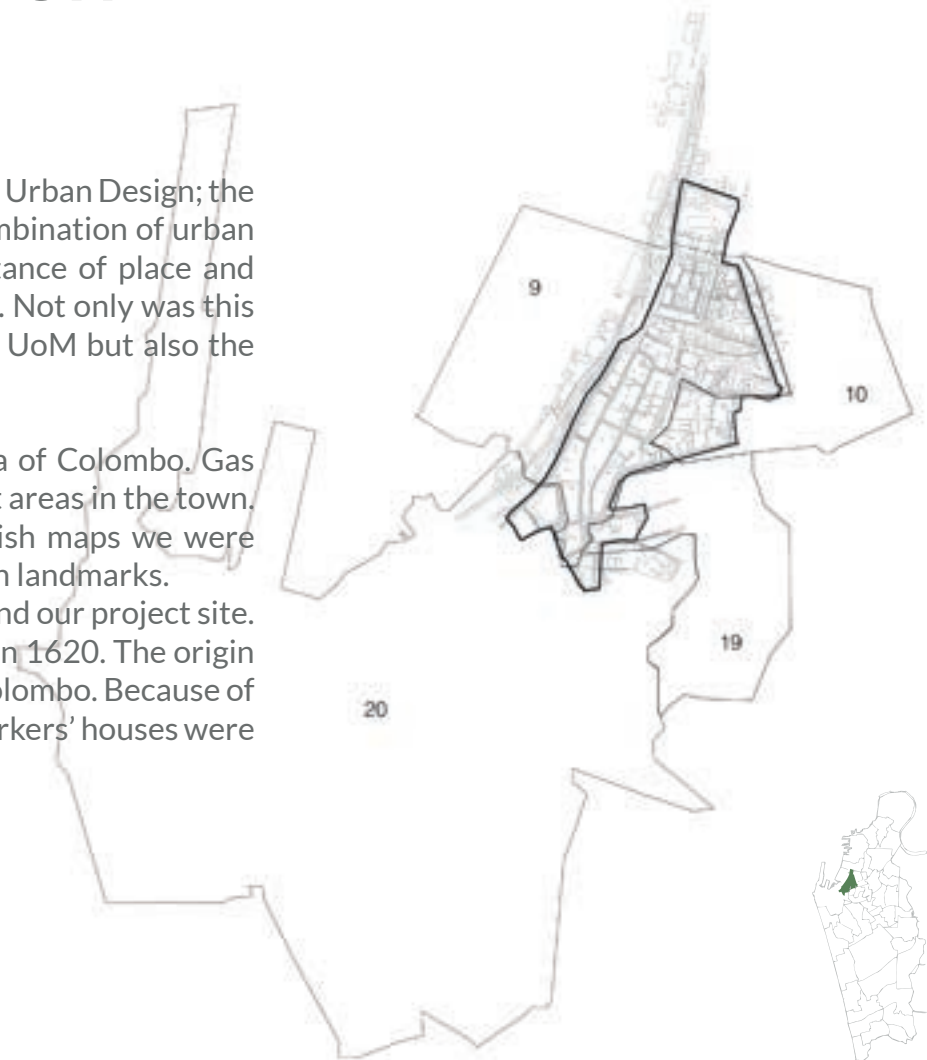 Urban Design; the
mbination of urban
tance of place and
. Not only was this
UoM but also the
a of Colombo. Gas
t areas in the town.
ish maps we were
n landmarks.
nd our project site.
n 1620. The origin
olombo. Because of
rkers’ houses were
9
10
19
20